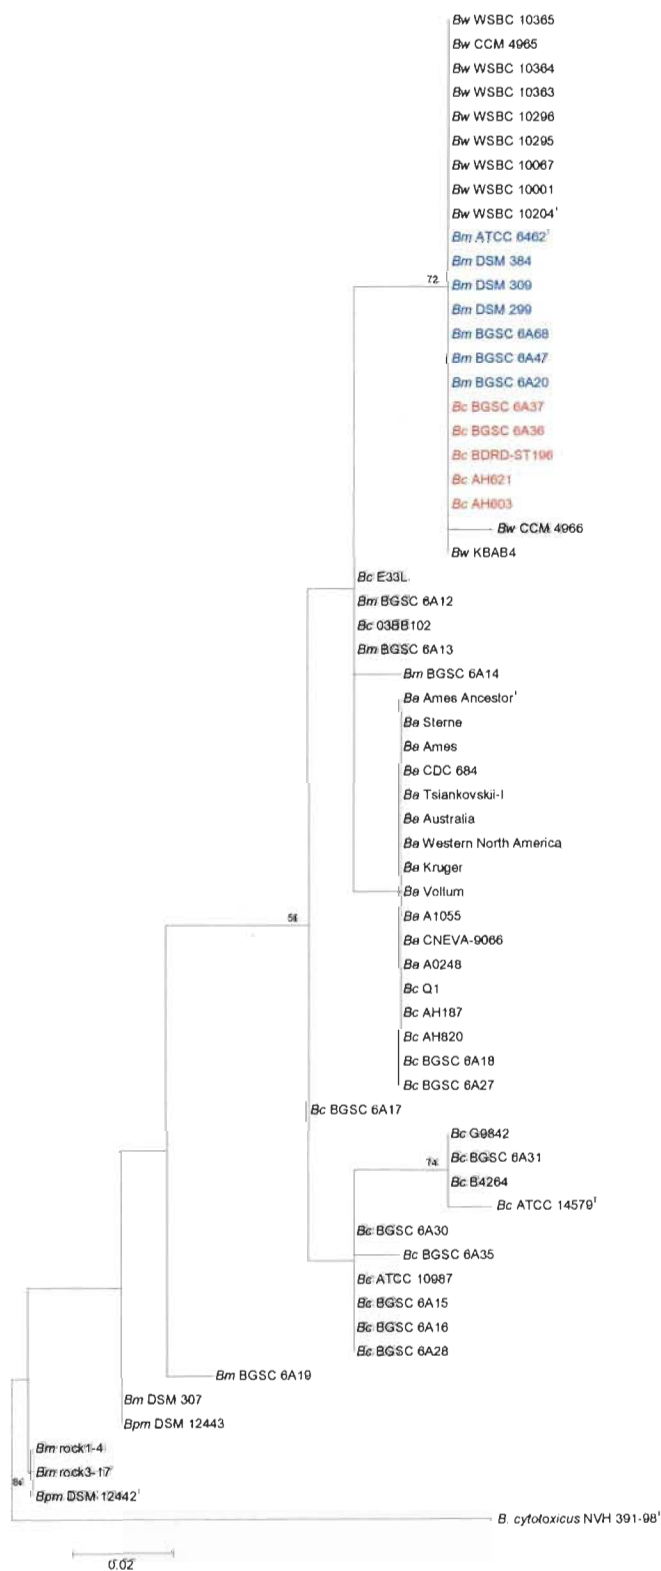 Bw WSBC 10365
Bw CCM 4965
Bw WSBC 10364
Bw WSBC 10363
Bw WSBC 10296
Bw WSBC 10295
Bw WSBC 10067
Bw WSBC 10001
Bw WSBC 10204ᵀ
Bm ATCC 6462ᵀ
72
Bm DSM 384
Bm DSM 309
Bm DSM 299
Bm BGSC 6A68
Bm BGSC 6A47
Bm BGSC 6A20
Bc BGSC 6A37
Bc BGSC 6A36
Bc BDRD-ST196
Bc AH621
Bc AH603
Bw CCM 4966
Bw KBAB4
Bc E33L
Bm BGSC 6A12
Bc 03BB102
Bm BGSC 6A13
Bm BGSC 6A14
Ba Ames Ancestorᵀ
Ba Sterne
Ba Ames
Ba CDC 684
Ba Tsiankovskii-I
Ba Australia
Ba Western North America
Ba Kruger
Ba Vollum
Ba A1055
Ba CNEVA-9066
Ba A0248
Bc Q1
Bc AH187
Bc AH820
Bc BGSC 6A18
Bc BGSC 6A27
Bc BGSC 6A17
Bc G9842
74
Bc BGSC 6A31
Bc B4264
Bc ATCC 14579ᵀ
Bc BGSC 6A30
Bc BGSC 6A35
Bc ATCC 10987
Bc BGSC 6A15
Bc BGSC 6A16
Bc BGSC 6A28
Bm BGSC 6A19
Bm DSM 307
Bpm DSM 12443
Bm rock1-4
Bm rock3-17
Bpm DSM 12442ᵀ
B. cytotoxicus NVH 391-98ᵀ
0.02